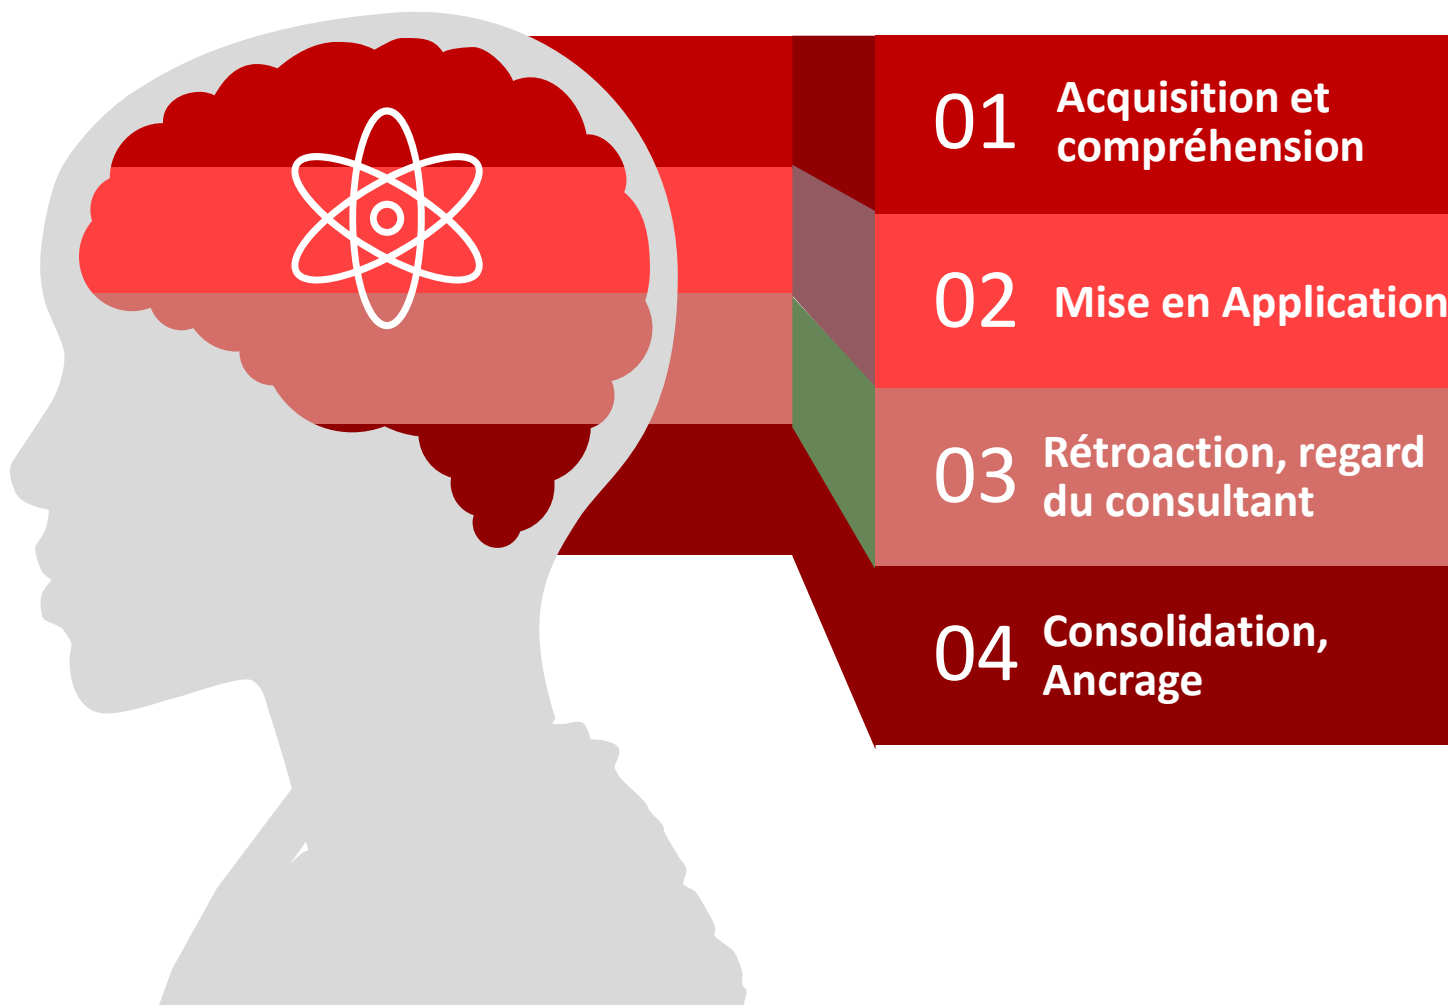 01
Acquisition et
compréhension
02
Mise en Application
03
Rétroaction, regard
du consultant
04
Consolidation,
Ancrage